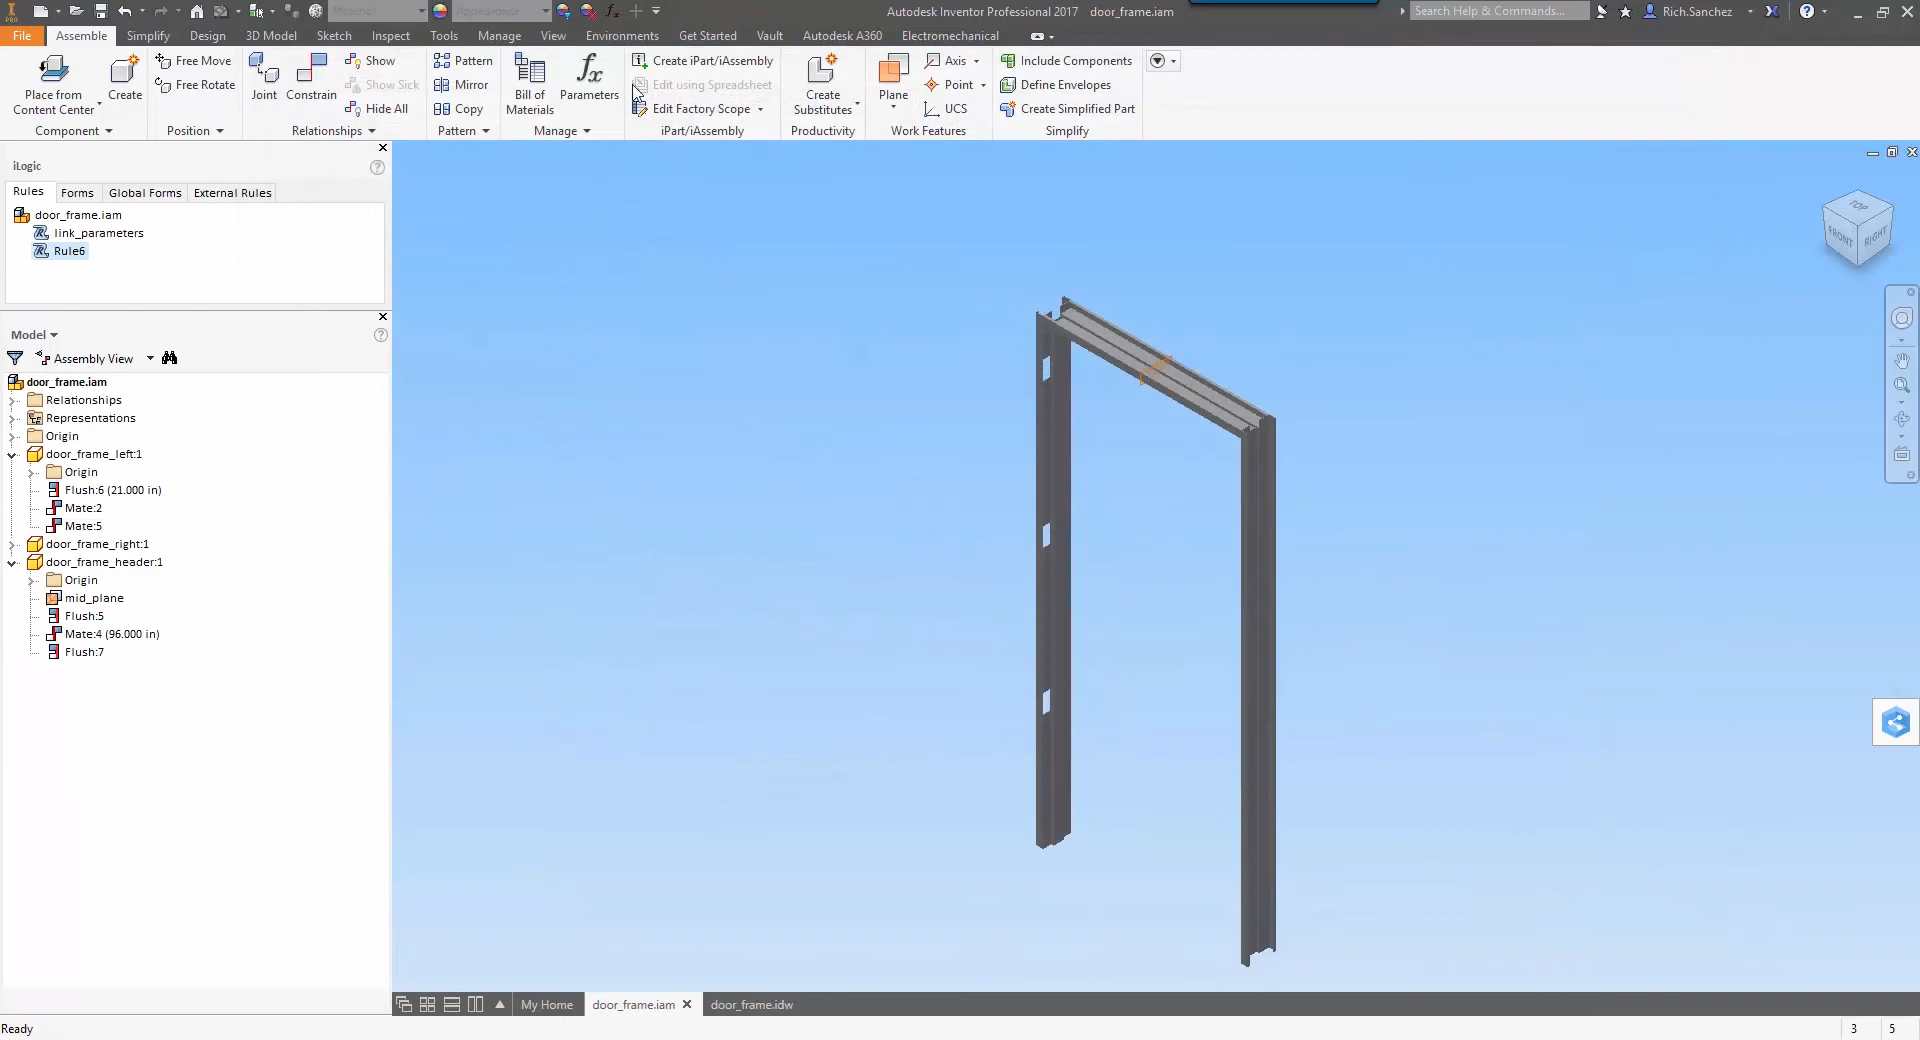 Material
Appearance
Autodesk Inventor Professional 2017 door_frame.iam
Search Help & Commands...
Rich.Sanchez
PRO
File Assemble Simplify Design 3D Model Sketch Inspect Tools Manage View Environments Get Started Vault Autodesk A360 Electromechanical
Place from
Content Center
Create
Component
Free Move
Free Rotate
Position
Joint
Constrain
Show
Show Sick
Hide All
Relationships
Pattern
Mirror
Copy
Pattern
Bill of
Materials
fx
Parameters
Manage
Create iPart/iAssembly
Edit using Spreadsheet
Edit Factory Scope
iPart/iAssembly
Create
Substitutes
Productivity
Plane
Axis
Point
UCS
Work Features
Include Components
Define Envelopes
Create Simplified Part
Simplify
iLogic
Rules Forms Global Forms External Rules
door_frame.iam
link_parameters
Rule6
Model
Assembly View
door_frame.iam
Relationships
Representations
Origin
door_frame_left:1
Origin
Flush:6 (21.000 in)
Mate:2
Mate:5
door_frame_right:1
door_frame_header:1
Origin
mid_plane
Flush:5
Mate:4 (96.000 in)
Flush:7
TOP
FRONT
RIGHT
My Home door_frame.iam door_frame.idw
Ready
3 5